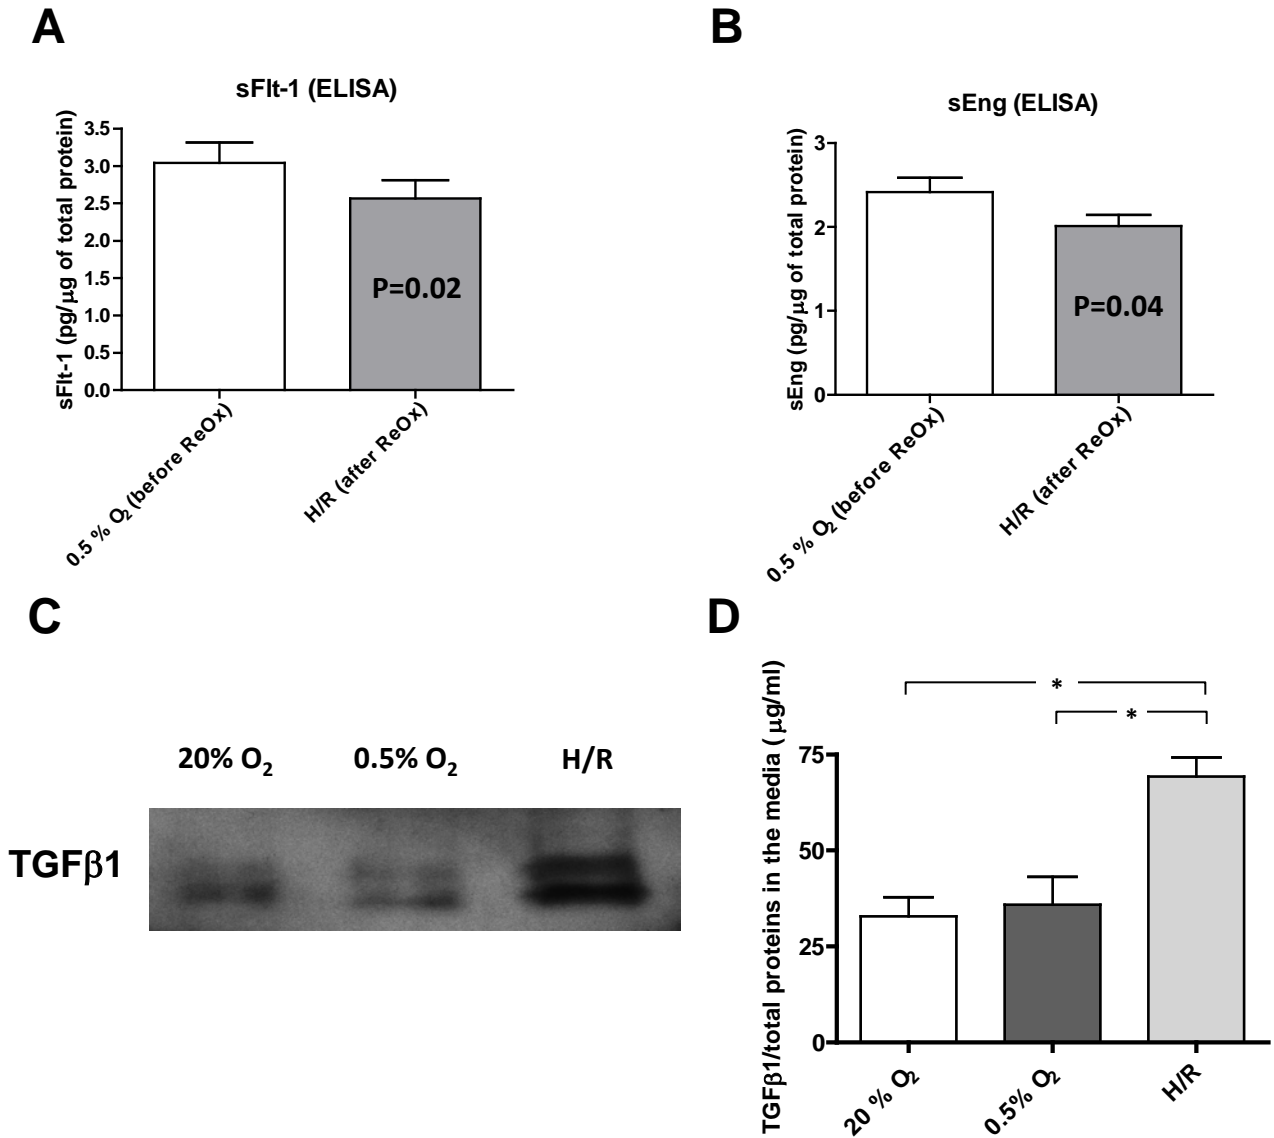 A
sFlt-1 (ELISA)
sFlt-1 (pg/μg of total protein)
3.5
3.0
2.5
2.0
1.5
1.0
0.5
0.0
P=0.02
0.5 % O₂ (before ReOx)
H/R (after ReOx)
B
sEng (ELISA)
sEng (pg/μg of total protein)
3
2
1
0
P=0.04
0.5 % O₂ (before ReOx)
H/R (after ReOx)
C
20% O₂ 0.5% O₂ H/R
TGFβ1
D
TGFβ1/total proteins in the media ( μg/ml)
*
*
75
50
25
0
20 % O₂
0.5% O₂
H/R